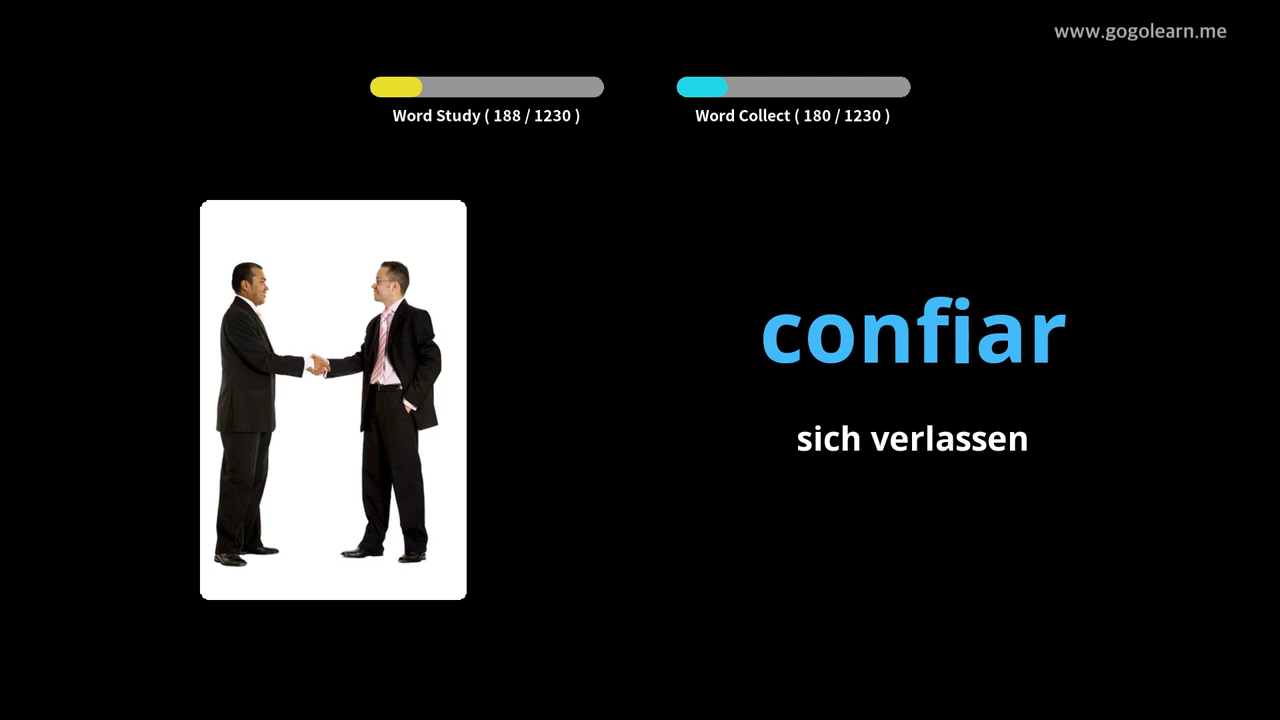 www.gogolearn.me
Word Study ( 188 / 1230 )
Word Collect ( 180 / 1230 )
confiar
sich verlassen